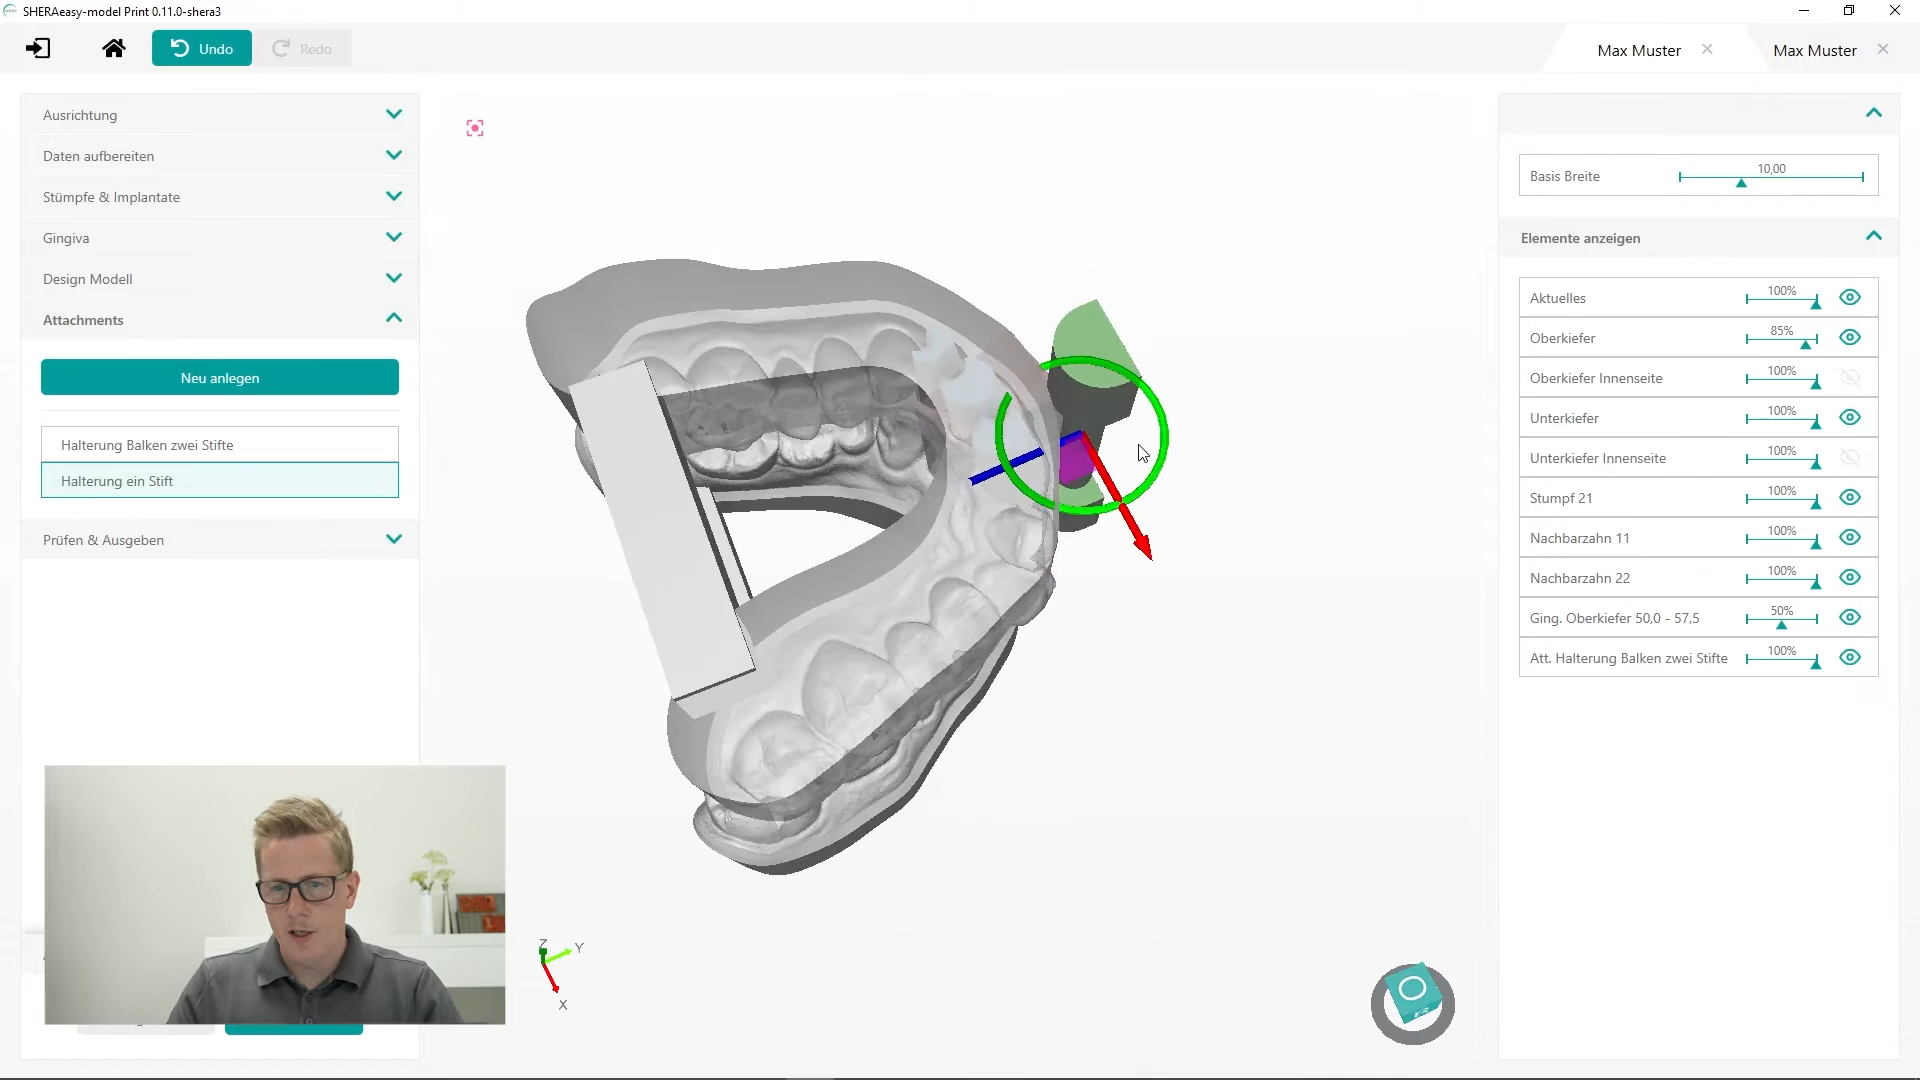 SHERAeasy-model Print 0.11.0-shera3
Undo
Redo
Max Muster
Max Muster
Ausrichtung
Daten aufbereiten
Stümpfe & Implantate
Gingiva
Design Modell
Attachments
Neu anlegen
Halterung Balken zwei Stifte
Halterung ein Stift
Prüfen & Ausgeben
Z
Y
X
Basis Breite 10,00
Elemente anzeigen
Aktuelles 100%
Oberkiefer 85%
Oberkiefer Innenseite 100%
Unterkiefer 100%
Unterkiefer Innenseite 100%
Stumpf 21 100%
Nachbarzahn 11 100%
Nachbarzahn 22 100%
Ging. Oberkiefer 50,0 - 57,5 50%
Att. Halterung Balken zwei Stifte 100%